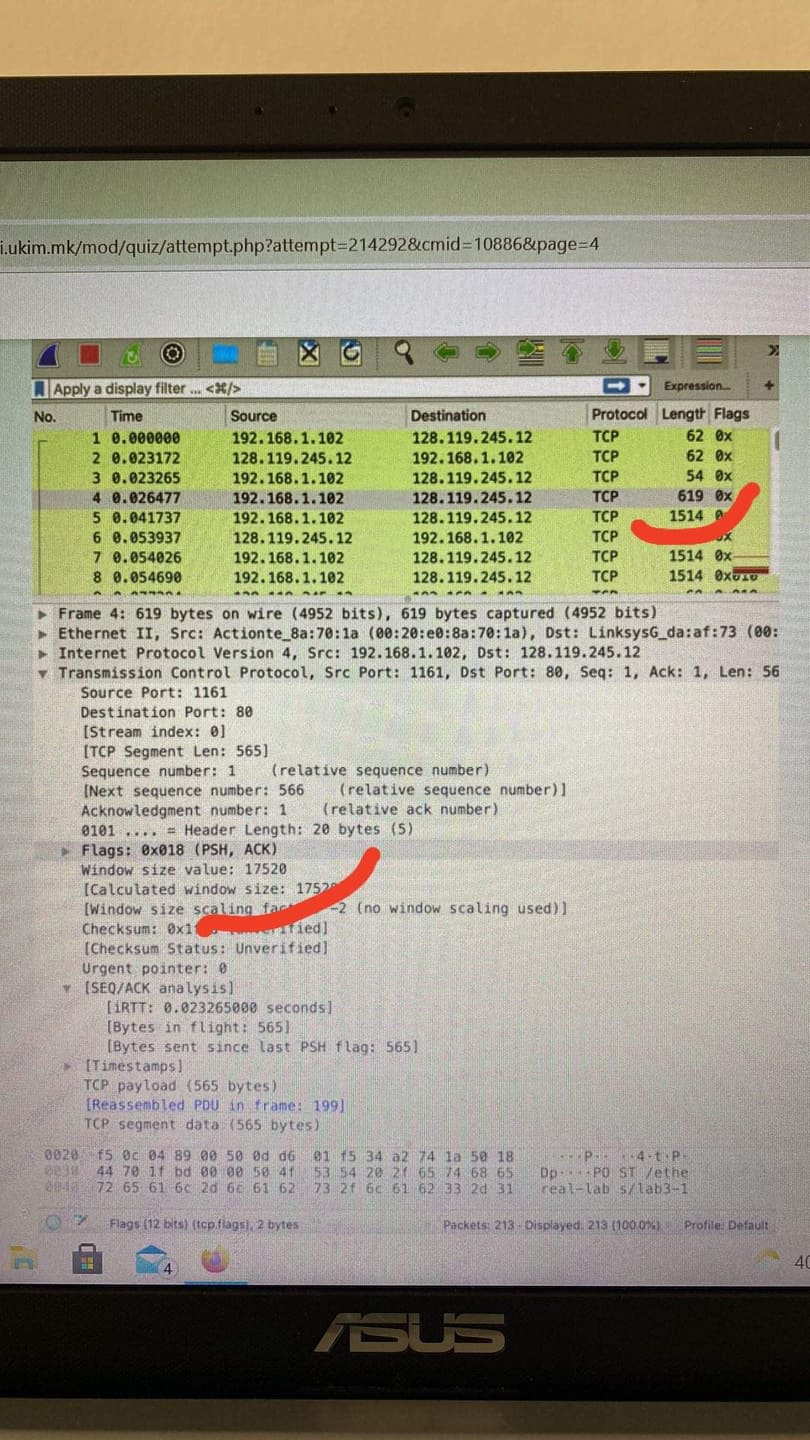 i.ukim.mk/mod/quiz/attempt.php?attempt=214292&cmid=10886&page=4
Apply a display filter ... <⌘/> Expression... +
No. Time Source Destination Protocol Length Flags
1 0.000000 192.168.1.102 128.119.245.12 TCP 62 0x
2 0.023172 128.119.245.12 192.168.1.102 TCP 62 0x
3 0.023265 192.168.1.102 128.119.245.12 TCP 54 0x
4 0.026477 192.168.1.102 128.119.245.12 TCP 619 0x
5 0.041737 192.168.1.102 128.119.245.12 TCP 1514
6 0.053937 128.119.245.12 192.168.1.102 TCP
7 0.054026 192.168.1.102 128.119.245.12 TCP 1514 0x
8 0.054690 192.168.1.102 128.119.245.12 TCP 1514 0x010
Frame 4: 619 bytes on wire (4952 bits), 619 bytes captured (4952 bits)
Ethernet II, Src: Actionte_8a:70:1a (00:20:e0:8a:70:1a), Dst: LinksysG_da:af:73 (00:
Internet Protocol Version 4, Src: 192.168.1.102, Dst: 128.119.245.12
Transmission Control Protocol, Src Port: 1161, Dst Port: 80, Seq: 1, Ack: 1, Len: 56
Source Port: 1161
Destination Port: 80
[Stream index: 0]
[TCP Segment Len: 565]
Sequence number: 1 (relative sequence number)
[Next sequence number: 566 (relative sequence number)]
Acknowledgment number: 1 (relative ack number)
0101 .... = Header Length: 20 bytes (5)
Flags: 0x018 (PSH, ACK)
Window size value: 17520
[Calculated window size: 17520
[Window size scaling -2 (no window scaling used)]
Checksum: 0x1
[Checksum Status: Unverified]
Urgent pointer: 0
[SEQ/ACK analysis]
[iRTT: 0.023265000 seconds]
[Bytes in flight: 565]
[Bytes sent since last PSH flag: 565]
[Timestamps]
TCP payload (565 bytes)
[Reassembled PDU in frame: 199]
TCP segment data (565 bytes)
0020 f5 0c 04 89 00 50 0d d6 01 f5 34 a2 74 1a 50 18 ·····P·· ··4·t·P·
0030 44 70 1f bd 00 00 50 4f 53 54 20 2f 65 74 68 65 Dp····PO ST /ethe
0040 72 65 61 6c 2d 6c 61 62 73 2f 6c 61 62 33 2d 31 real-lab s/lab3-1
Flags (12 bits) (tcp.flags), 2 bytes Packets: 213 · Displayed: 213 (100.0%) Profile: Default
4
40
ASUS